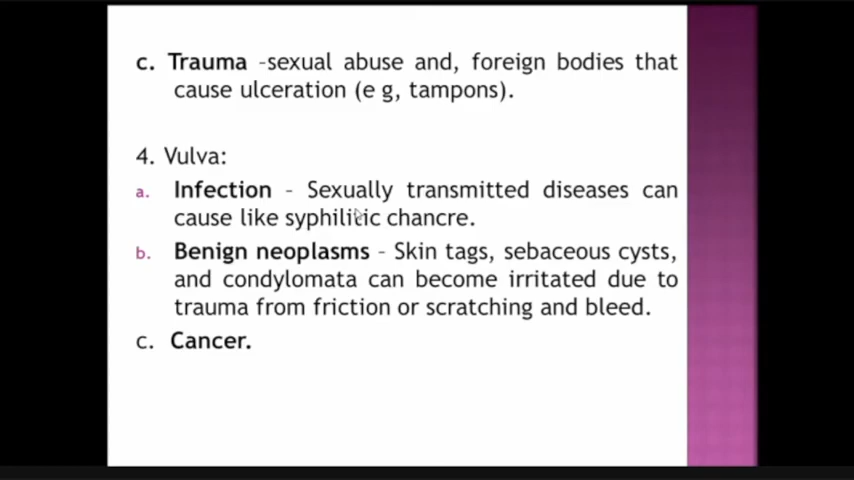 c. Trauma -sexual abuse and, foreign bodies that
cause ulceration (e g, tampons).
4. Vulva:
a. Infection - Sexually transmitted diseases can
cause like syphilitic chancre.
b. Benign neoplasms - Skin tags, sebaceous cysts,
and condylomata can become irritated due to
trauma from friction or scratching and bleed.
c. Cancer.